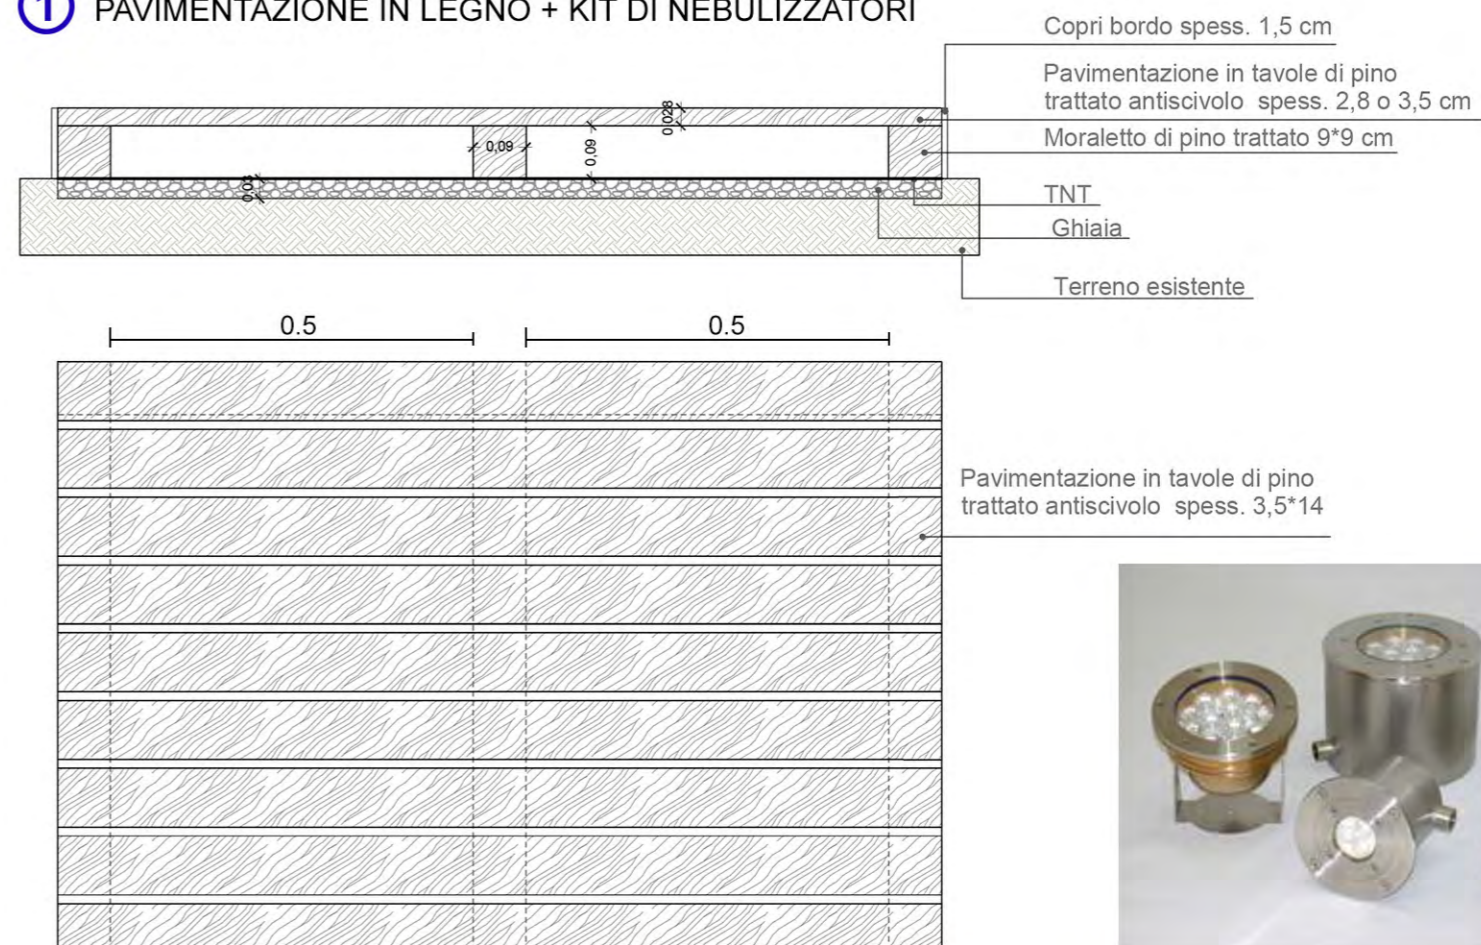 1 PAVIMENTAZIONE IN LEGNO + KIT DI NEBULIZZATORI
Copri bordo spess. 1,5 cm
Pavimentazione in tavole di pino
trattato antiscivolo spess. 2,8 o 3,5 cm
Moraletto di pino trattato 9*9 cm
TNT
Ghiaia
Terreno esistente
0,028
0,09
0,09
0,03
0.5
0.5
Pavimentazione in tavole di pino
trattato antiscivolo spess. 3,5*14